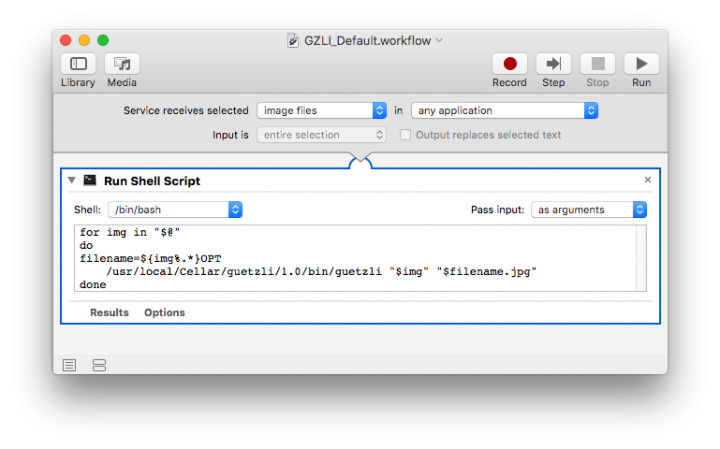 GZLI_Default.workflow
Library Media Record Step Stop Run
Service receives selected image files in any application
Input is entire selection Output replaces selected text
Run Shell Script
Shell: /bin/bash Pass input: as arguments
for img in "$@"
do
filename=${img%.*}OPT
/usr/local/Cellar/guetzli/1.0/bin/guetzli "$img" "$filename.jpg"
done
Results Options